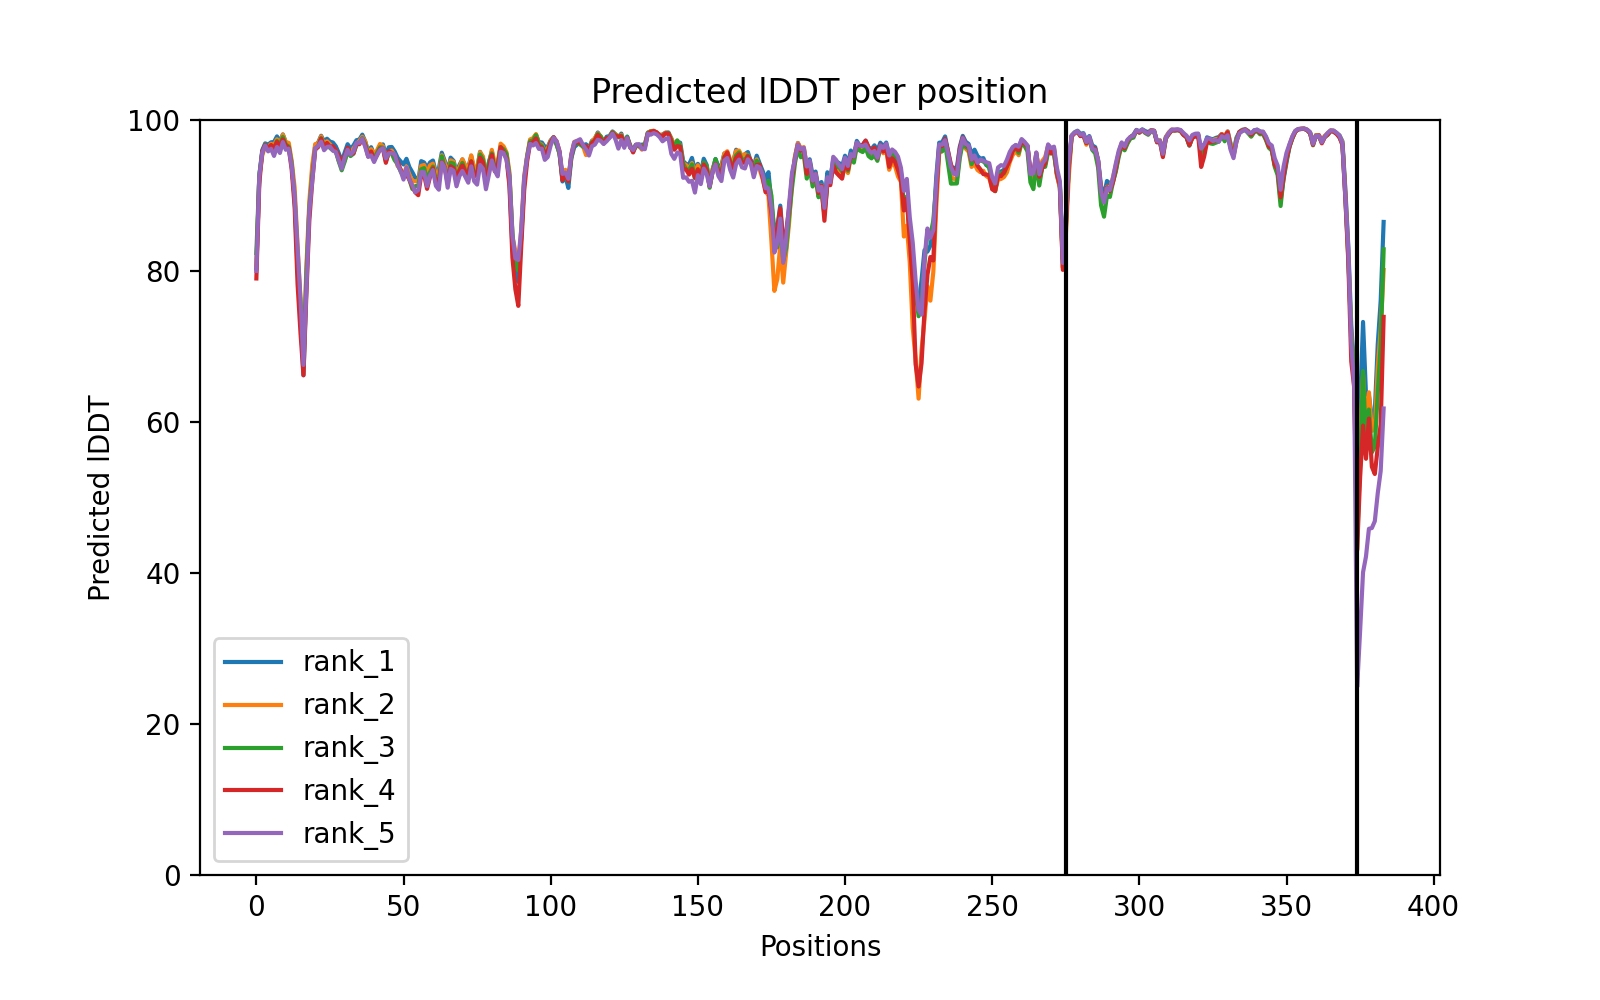 Predicted lDDT per position
100
80
60
40
20
0
Predicted lDDT
rank_1
rank_2
rank_3
rank_4
rank_5
0 50 100 150 200 250 300 350 400
Positions